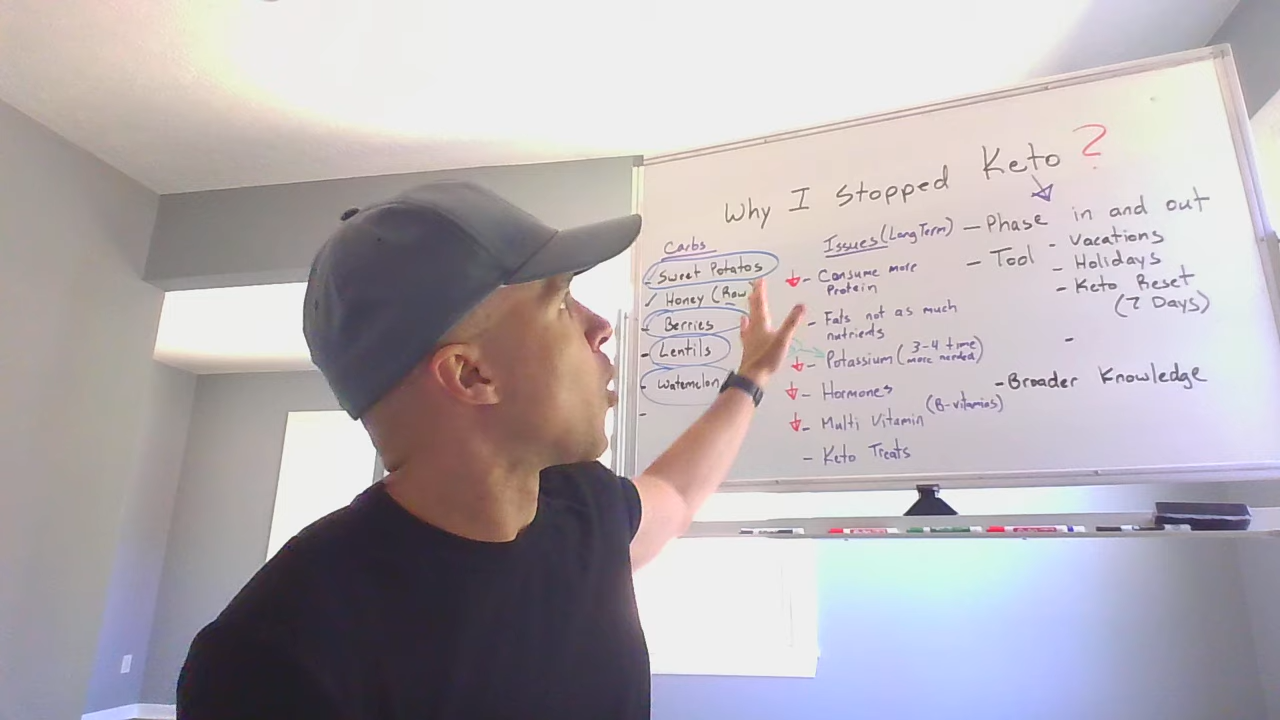 Why I Stopped Keto ?
Carbs
- Sweet Potatos
✓ Honey (Raw
- Berries
- Lentils
- Watemelon
-
Issues (Long Term)
- Consume more
Protein
- Fats not as much
nutrients
- Potassium (3-4 time
more needed)
- Hormones
- Multi Vitamin (B-vitamins)
- Keto Treats
- Phase in and out
- Tool
- Vacations
- Holidays
- Keto Reset
(7 Days)
-
- Broader Knowledge